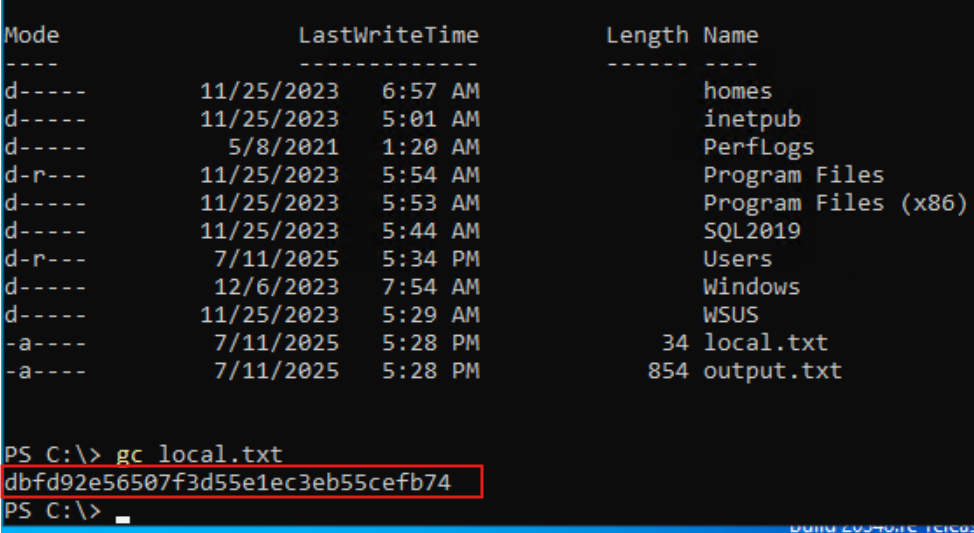 Mode                LastWriteTime         Length Name
----                -------------         ------ ----
d-----        11/25/2023   6:57 AM                homes
d-----        11/25/2023   5:01 AM                inetpub
d-----          5/8/2021   1:20 AM                PerfLogs
d-r---        11/25/2023   5:54 AM                Program Files
d-----        11/25/2023   5:53 AM                Program Files (x86)
d-----        11/25/2023   5:44 AM                SQL2019
d-r---         7/11/2025   5:34 PM                Users
d-----         12/6/2023   7:54 AM                Windows
d-----        11/25/2023   5:29 AM                WSUS
-a----         7/11/2025   5:28 PM             34 local.txt
-a----         7/11/2025   5:28 PM            854 output.txt
PS C:\> gc local.txt
dbfd92e56507f3d55e1ec3eb55cefb74
PS C:\>